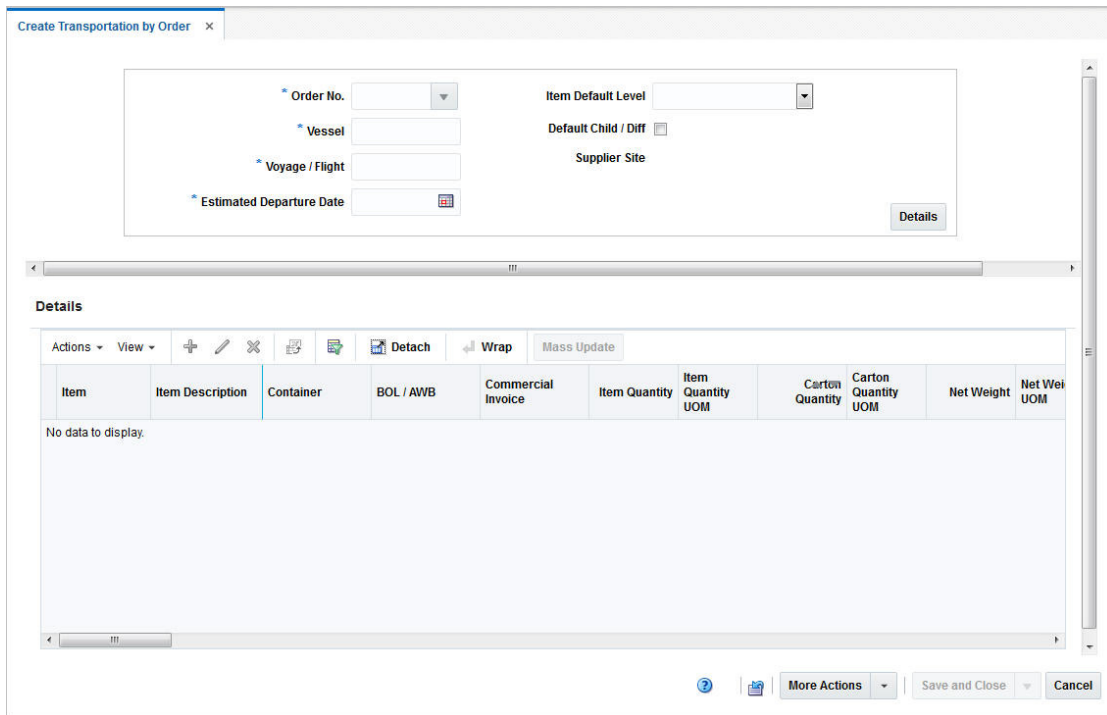 Create Transportation by Order ×
* Order No.
Item Default Level
* Vessel
Default Child / Diff
* Voyage / Flight
Supplier Site
* Estimated Departure Date
Details
Details
Actions View Detach Wrap Mass Update
Item Item Description Container BOL / AWB Commercial Invoice Item Quantity Item Quantity UOM Carton Quantity Carton Quantity UOM Net Weight Net Wei UOM
No data to display.
More Actions Save and Close Cancel